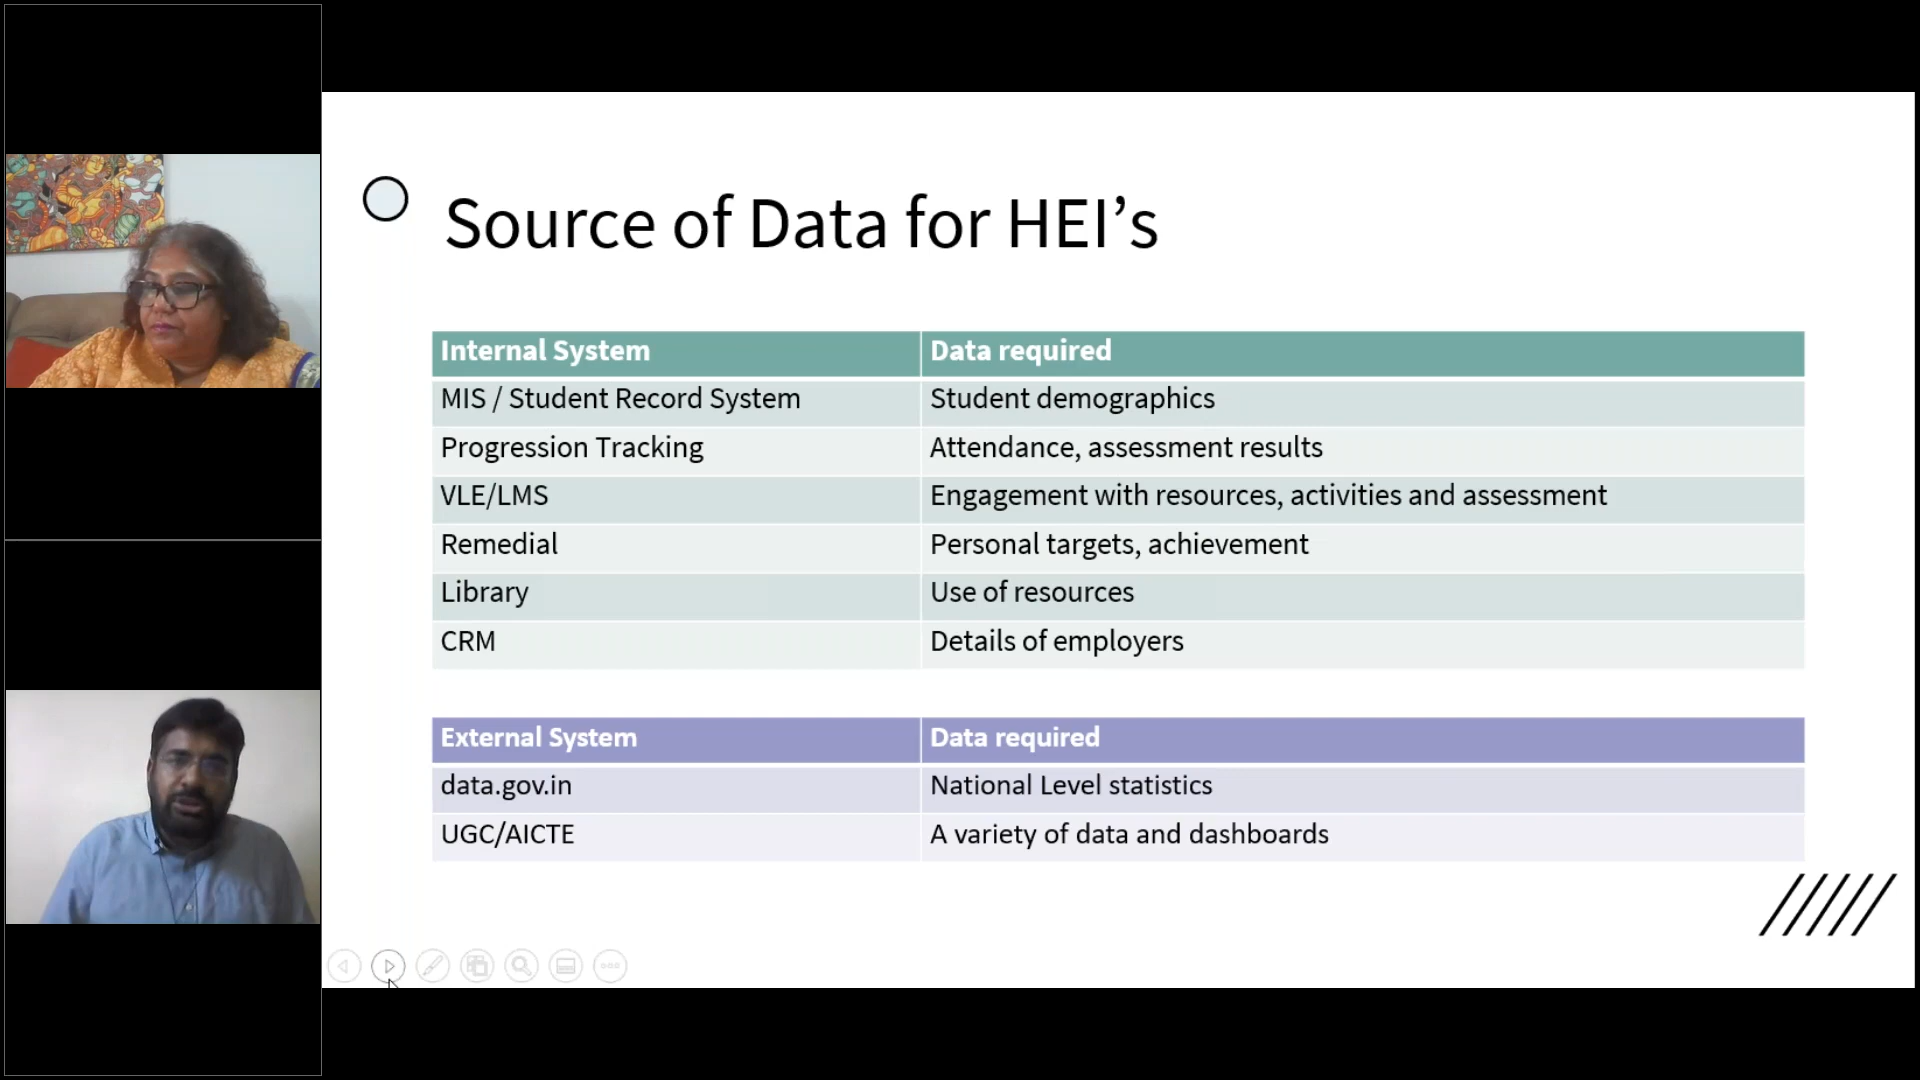 Source of Data for HEI’s
Internal System Data required
MIS / Student Record System Student demographics
Progression Tracking Attendance, assessment results
VLE/LMS Engagement with resources, activities and assessment
Remedial Personal targets, achievement
Library Use of resources
CRM Details of employers
External System Data required
data.gov.in National Level statistics
UGC/AICTE A variety of data and dashboards